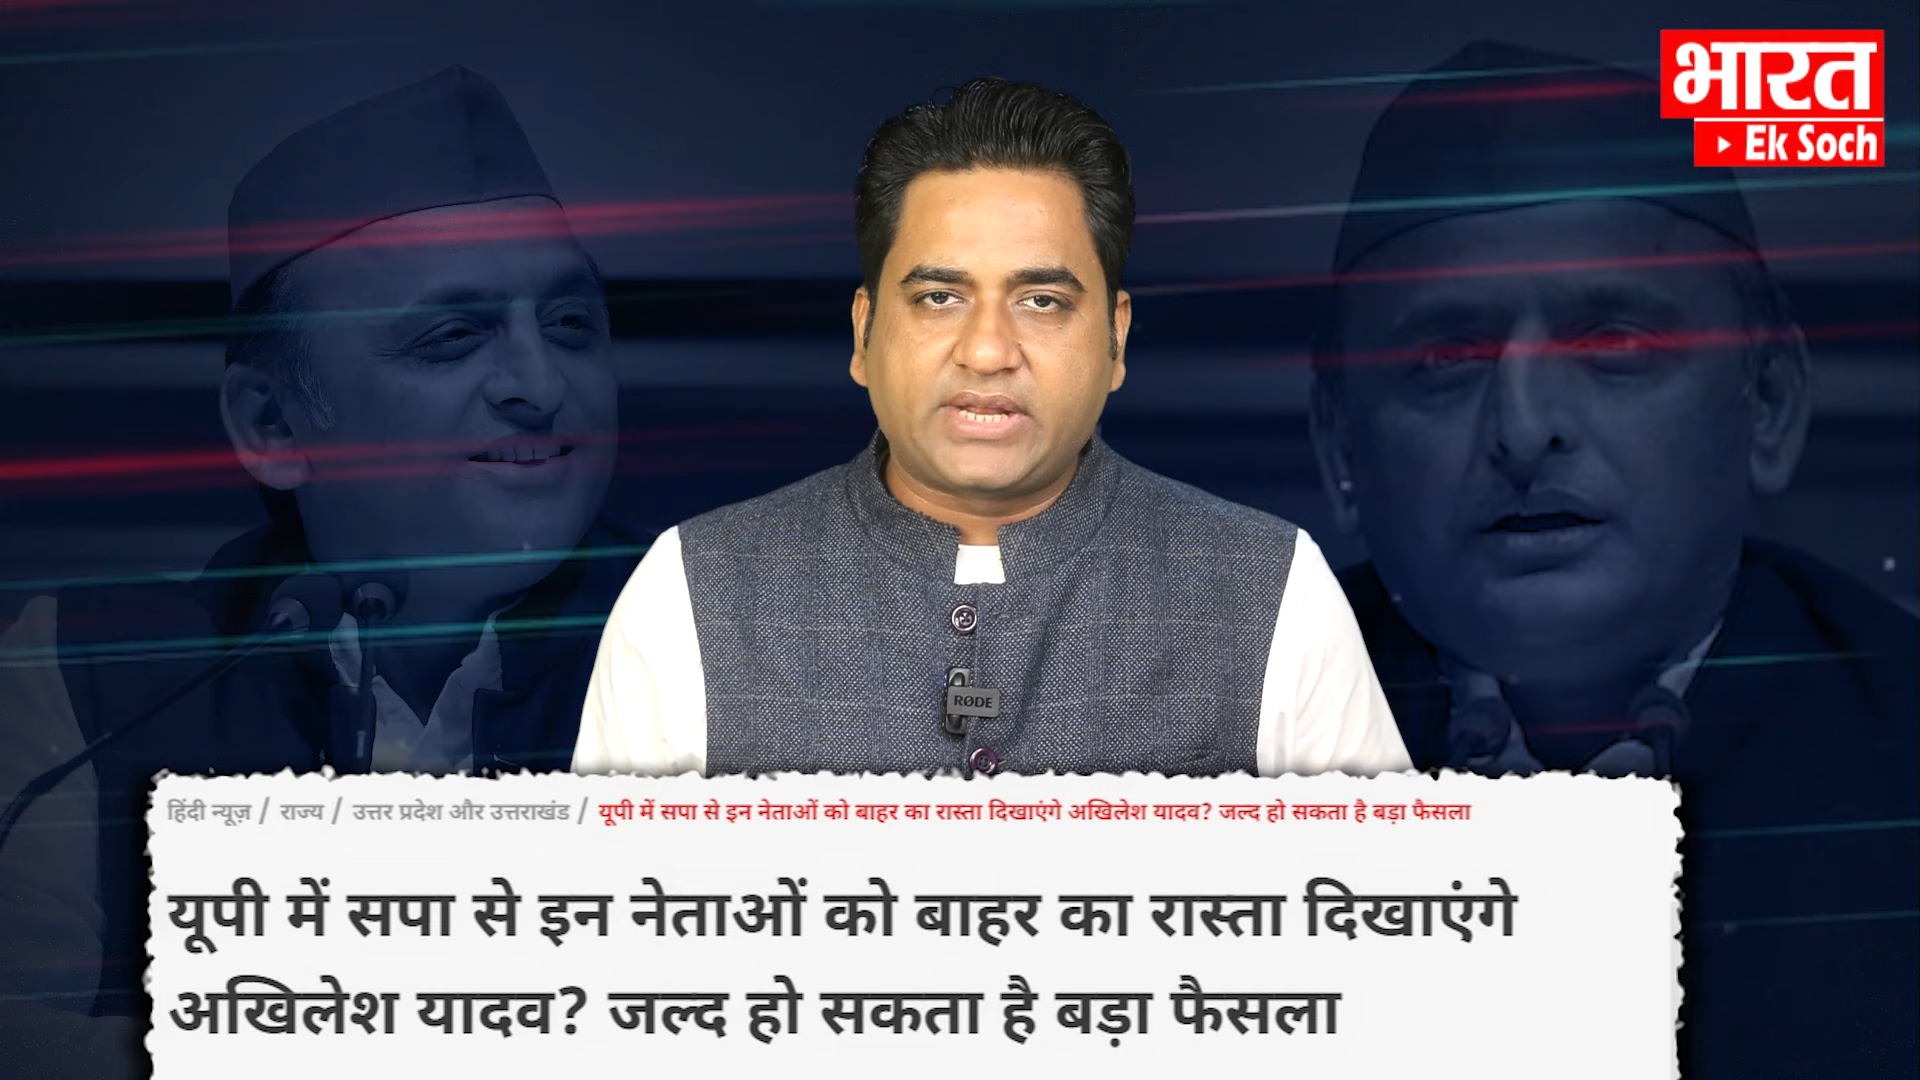 भारत
Ek Soch
RØDE
हिंदी न्यूज़ / राज्य / उत्तर प्रदेश और उत्तराखंड / यूपी में सपा से इन नेताओं को बाहर का रास्ता दिखाएंगे अखिलेश यादव? जल्द हो सकता है बड़ा फैसला
यूपी में सपा से इन नेताओं को बाहर का रास्ता दिखाएंगे
अखिलेश यादव? जल्द हो सकता है बड़ा फैसला